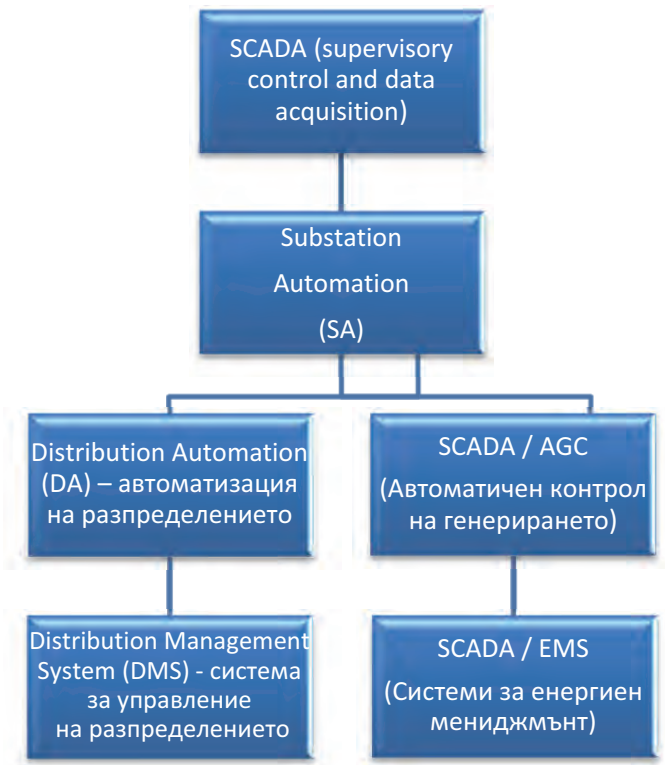 SCADA (supervisory
control and data
acquisition)
Substation
Automation
(SA)
Distribution Automation
(DA) – автоматизация
на разпределението
SCADA / AGC
(Автоматичен контрол
на генерирането)
Distribution Management
System (DMS) - система
за управление
на разпределението
SCADA / EMS
(Системи за енергиен
мениджмънт)